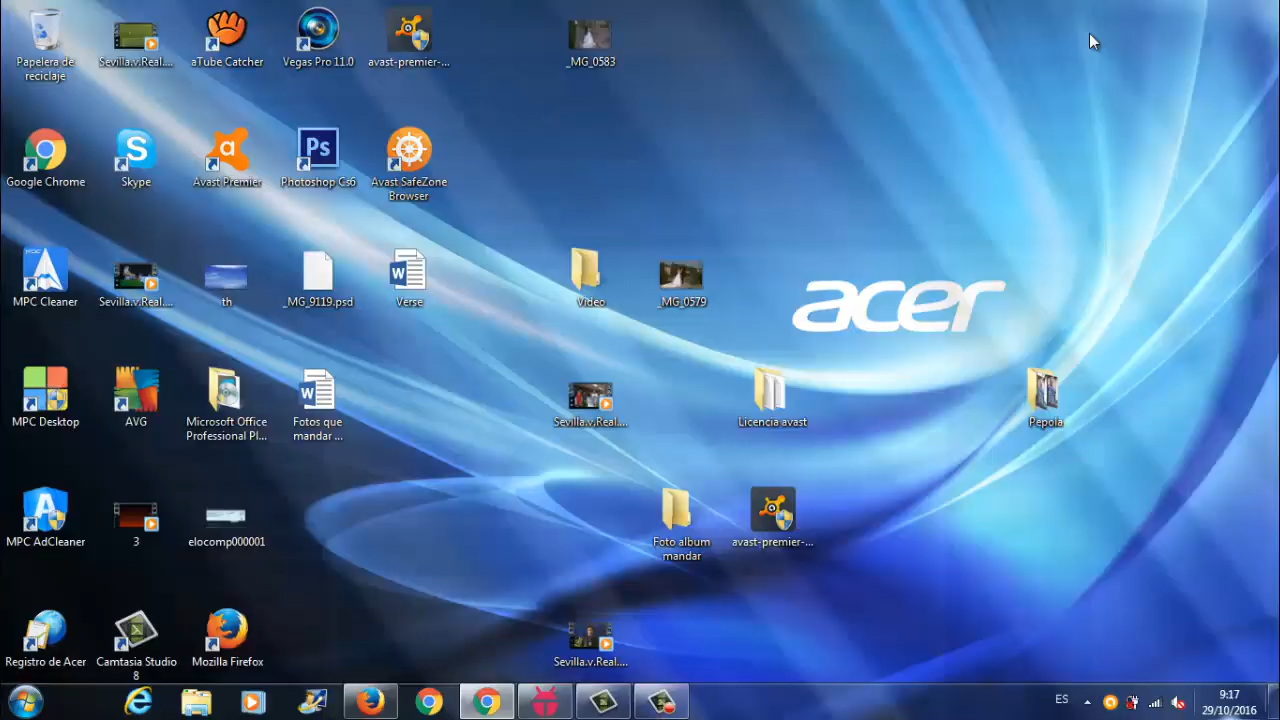 Papelera de
reciclaje
Sevilla.v.Real....
aTube Catcher
Vegas Pro 11.0
avast-premier-...
_MG_0583
Google Chrome
Skype
Avast Premier
Photoshop Cs6
Avast SafeZone
Browser
MPC Cleaner
Sevilla.v.Real....
th
_MG_9119.psd
Verse
Video
_MG_0579
acer
MPC Desktop
AVG
Microsoft Office
Professional Pl...
Fotos que
mandar ...
Sevilla.v.Real....
Licencia avast
Pepola
MPC AdCleaner
3
elocomp000001
Foto album
mandar
avast-premier-...
Registro de Acer
Camtasia Studio
8
Mozilla Firefox
Sevilla.v.Real....
ES
9:17
29/10/2016